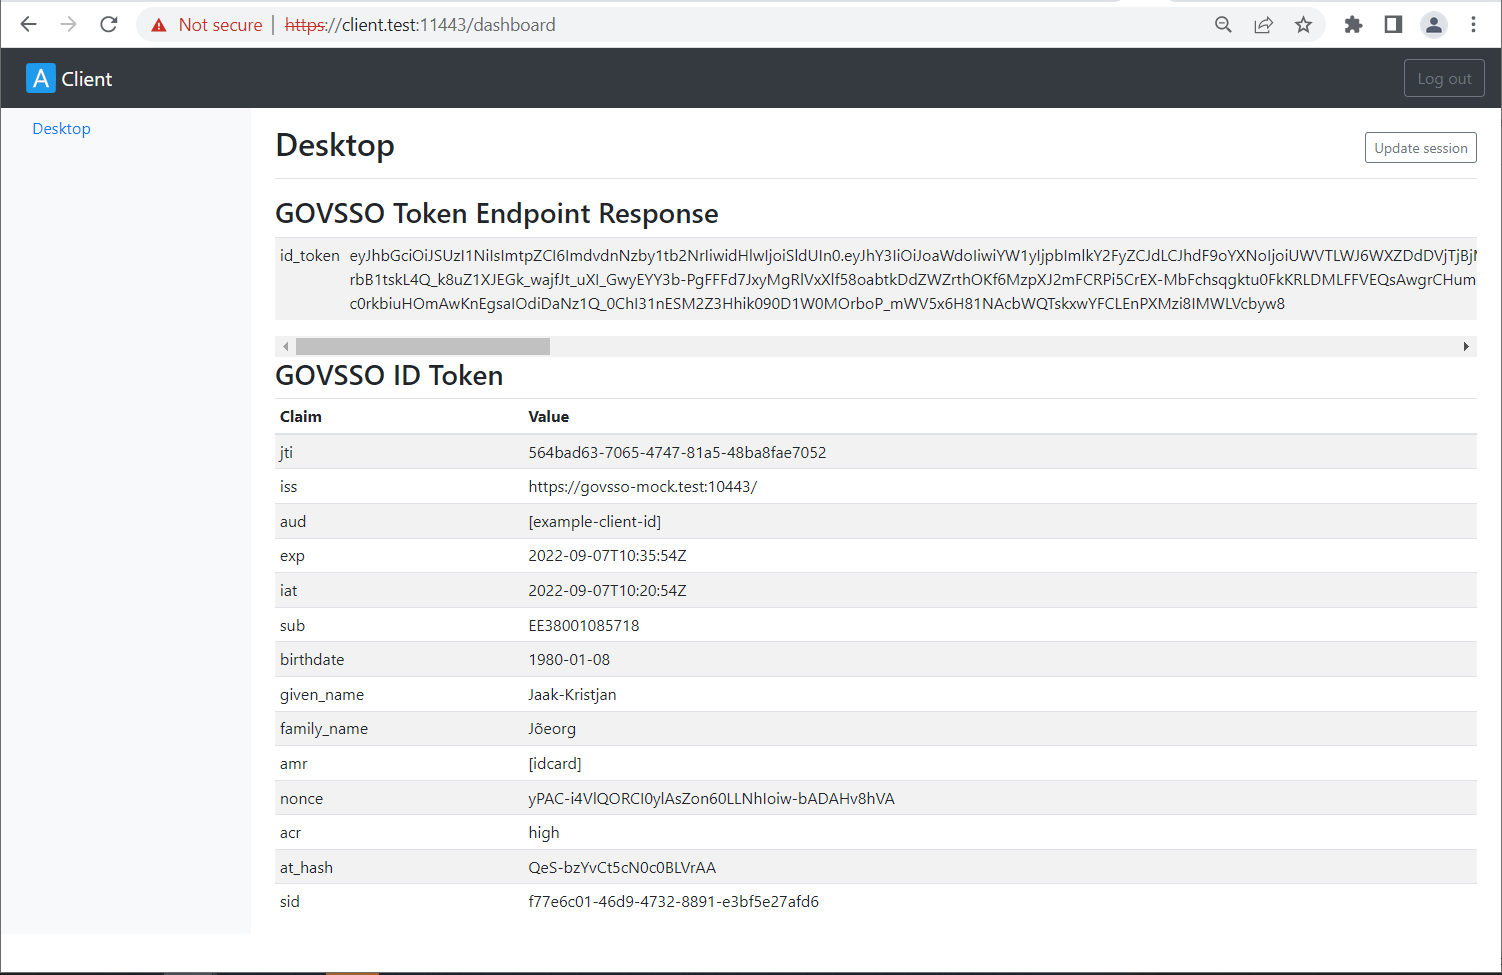 Not secure | https://client.test:11443/dashboard
A Client
Log out
Desktop
Desktop
Update session
GOVSSO Token Endpoint Response
id_token eyJhbGciOiJSUzI1NiIsImtpZCI6ImdvdnNzby1tb2NrIiwidHlwIjoiSldUIn0.eyJhY3IiOiJoaWdoIiwiYW1yIjpbImlkY2FyZCJdLCJhdF9oYXNoIjoiUWVTLWJ6WXZDdDVjTjBjM
rbB1tskL4Q_k8uZ1XJEGk_wajfJt_uXI_GwyEYY3b-PgFFFd7JxyMgRlVxXlf58oabtkDdZWZrthOKf6MzpXJ2mFCRPi5CrEX-MbFchsqgktu0FkKRLDMLFFVEQsAwgrCHum
c0rkbiuHOmAwKnEgsaIOdiDaNz1Q_0ChI31nESM2Z3Hhik090D1W0MOrboP_mWV5x6H81NAcbWQTskxwYFCLEnPXMzi8IMWLVcbyw8
GOVSSO ID Token
Claim Value
jti 564bad63-7065-4747-81a5-48ba8fae7052
iss https://govsso-mock.test:10443/
aud [example-client-id]
exp 2022-09-07T10:35:54Z
iat 2022-09-07T10:20:54Z
sub EE38001085718
birthdate 1980-01-08
given_name Jaak-Kristjan
family_name Jõeorg
amr [idcard]
nonce yPAC-i4VlQORCI0ylAsZon60LLNhIoiw-bADAHv8hVA
acr high
at_hash QeS-bzYvCt5cN0c0BLVrAA
sid f77e6c01-46d9-4732-8891-e3bf5e27afd6